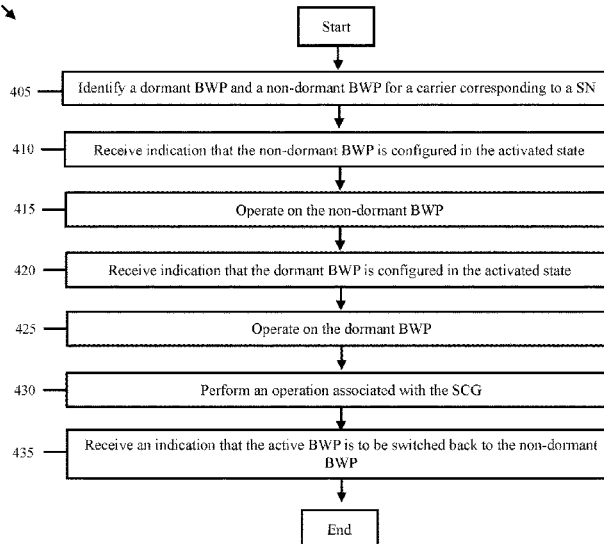 Start
405
Identify a dormant BWP and a non-dormant BWP for a carrier corresponding to a SN
410
Receive indication that the non-dormant BWP is configured in the activated state
415
Operate on the non-dormant BWP
420
Receive indication that the dormant BWP is configured in the activated state
425
Operate on the dormant BWP
430
Perform an operation associated with the SCG
435
Receive an indication that the active BWP is to be switched back to the non-dormant
BWP
End